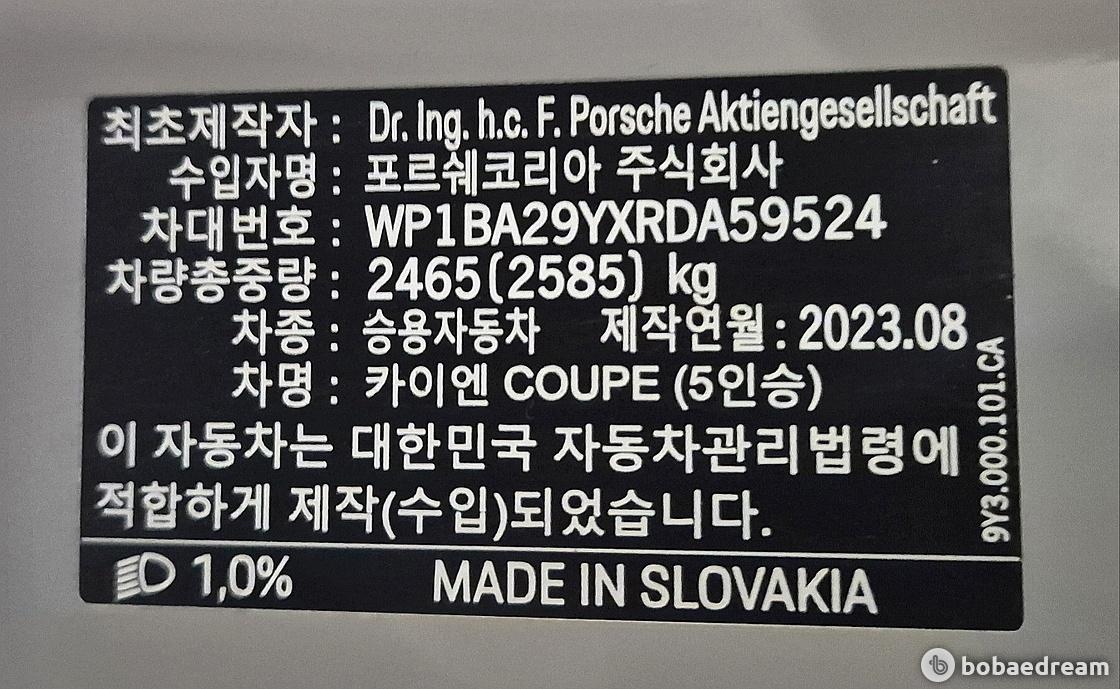 최초제작자 : Dr. Ing. h.c. F. Porsche Aktiengesellschaft
수입자명 : 포르쉐코리아 주식회사
차대번호 : WP1BA29YXRDA59524
차량총중량 : 2465(2585) kg
차종 : 승용자동차 제작연월 : 2023.08
차명 : 카이엔 COUPE (5인승)
이 자동차는 대한민국 자동차관리법령에
적합하게 제작(수입)되었습니다.
9Y3.000.101.CA
1,0% MADE IN SLOVAKIA
bobaedream